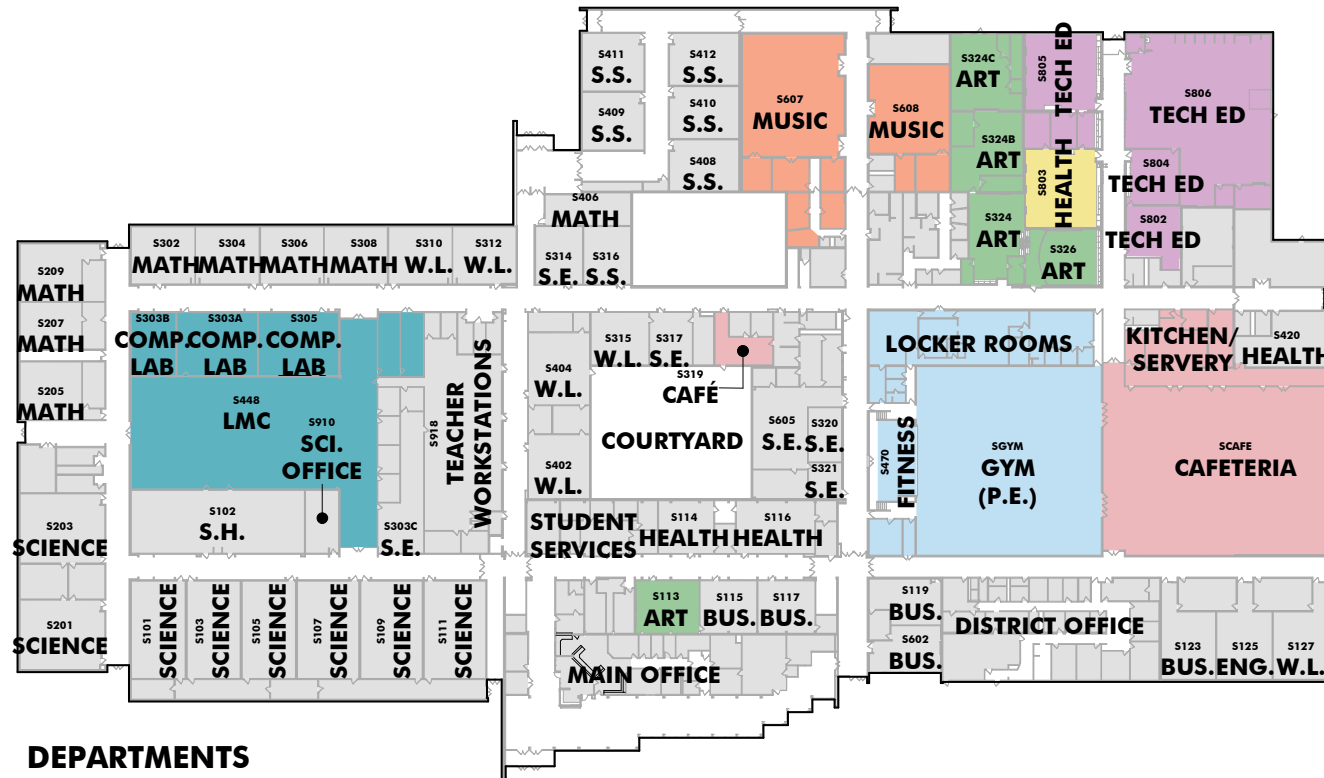 S411
S.S.
S412
S.S.
S409
S.S.
S410
S.S.
S408
S.S.
S607
MUSIC
S608
MUSIC
S324C
ART
S324B
ART
S324
ART
S326
ART
S805
TECH ED
S803
HEALTH
S806
TECH ED
S804
TECH ED
S802
TECH ED
S406
MATH
S314
S.E.
S316
S.S.
S302
MATH
S304
MATH
S306
MATH
S308
MATH
S310
W.L.
S312
W.L.
S209
MATH
S207
MATH
S205
MATH
S303B
COMP.
LAB
S303A
COMP.
LAB
S305
COMP.
LAB
S448
LMC
S910
SCI.
OFFICE
S918
TEACHER
WORKSTATIONS
S102
S.H.
S303C
S.E.
S203
SCIENCE
S201
SCIENCE
S101
SCIENCE
S103
SCIENCE
S105
SCIENCE
S107
SCIENCE
S109
SCIENCE
S111
SCIENCE
S315
W.L.
S317
S.E.
S319
CAFÉ
S404
W.L.
S402
W.L.
COURTYARD
S605
S.E.
S320
S.E.
S321
S.E.
STUDENT
SERVICES
S114
HEALTH
S116
HEALTH
S113
ART
S115
BUS.
S117
BUS.
MAIN OFFICE
LOCKER ROOMS
S470
FITNESS
SGYM
GYM
(P.E.)
KITCHEN/
SERVERY
S420
HEALTH
SCAFE
CAFETERIA
S119
BUS.
S602
BUS.
DISTRICT OFFICE
S123
BUS.
S125
ENG.
S127
W.L.
DEPARTMENTS